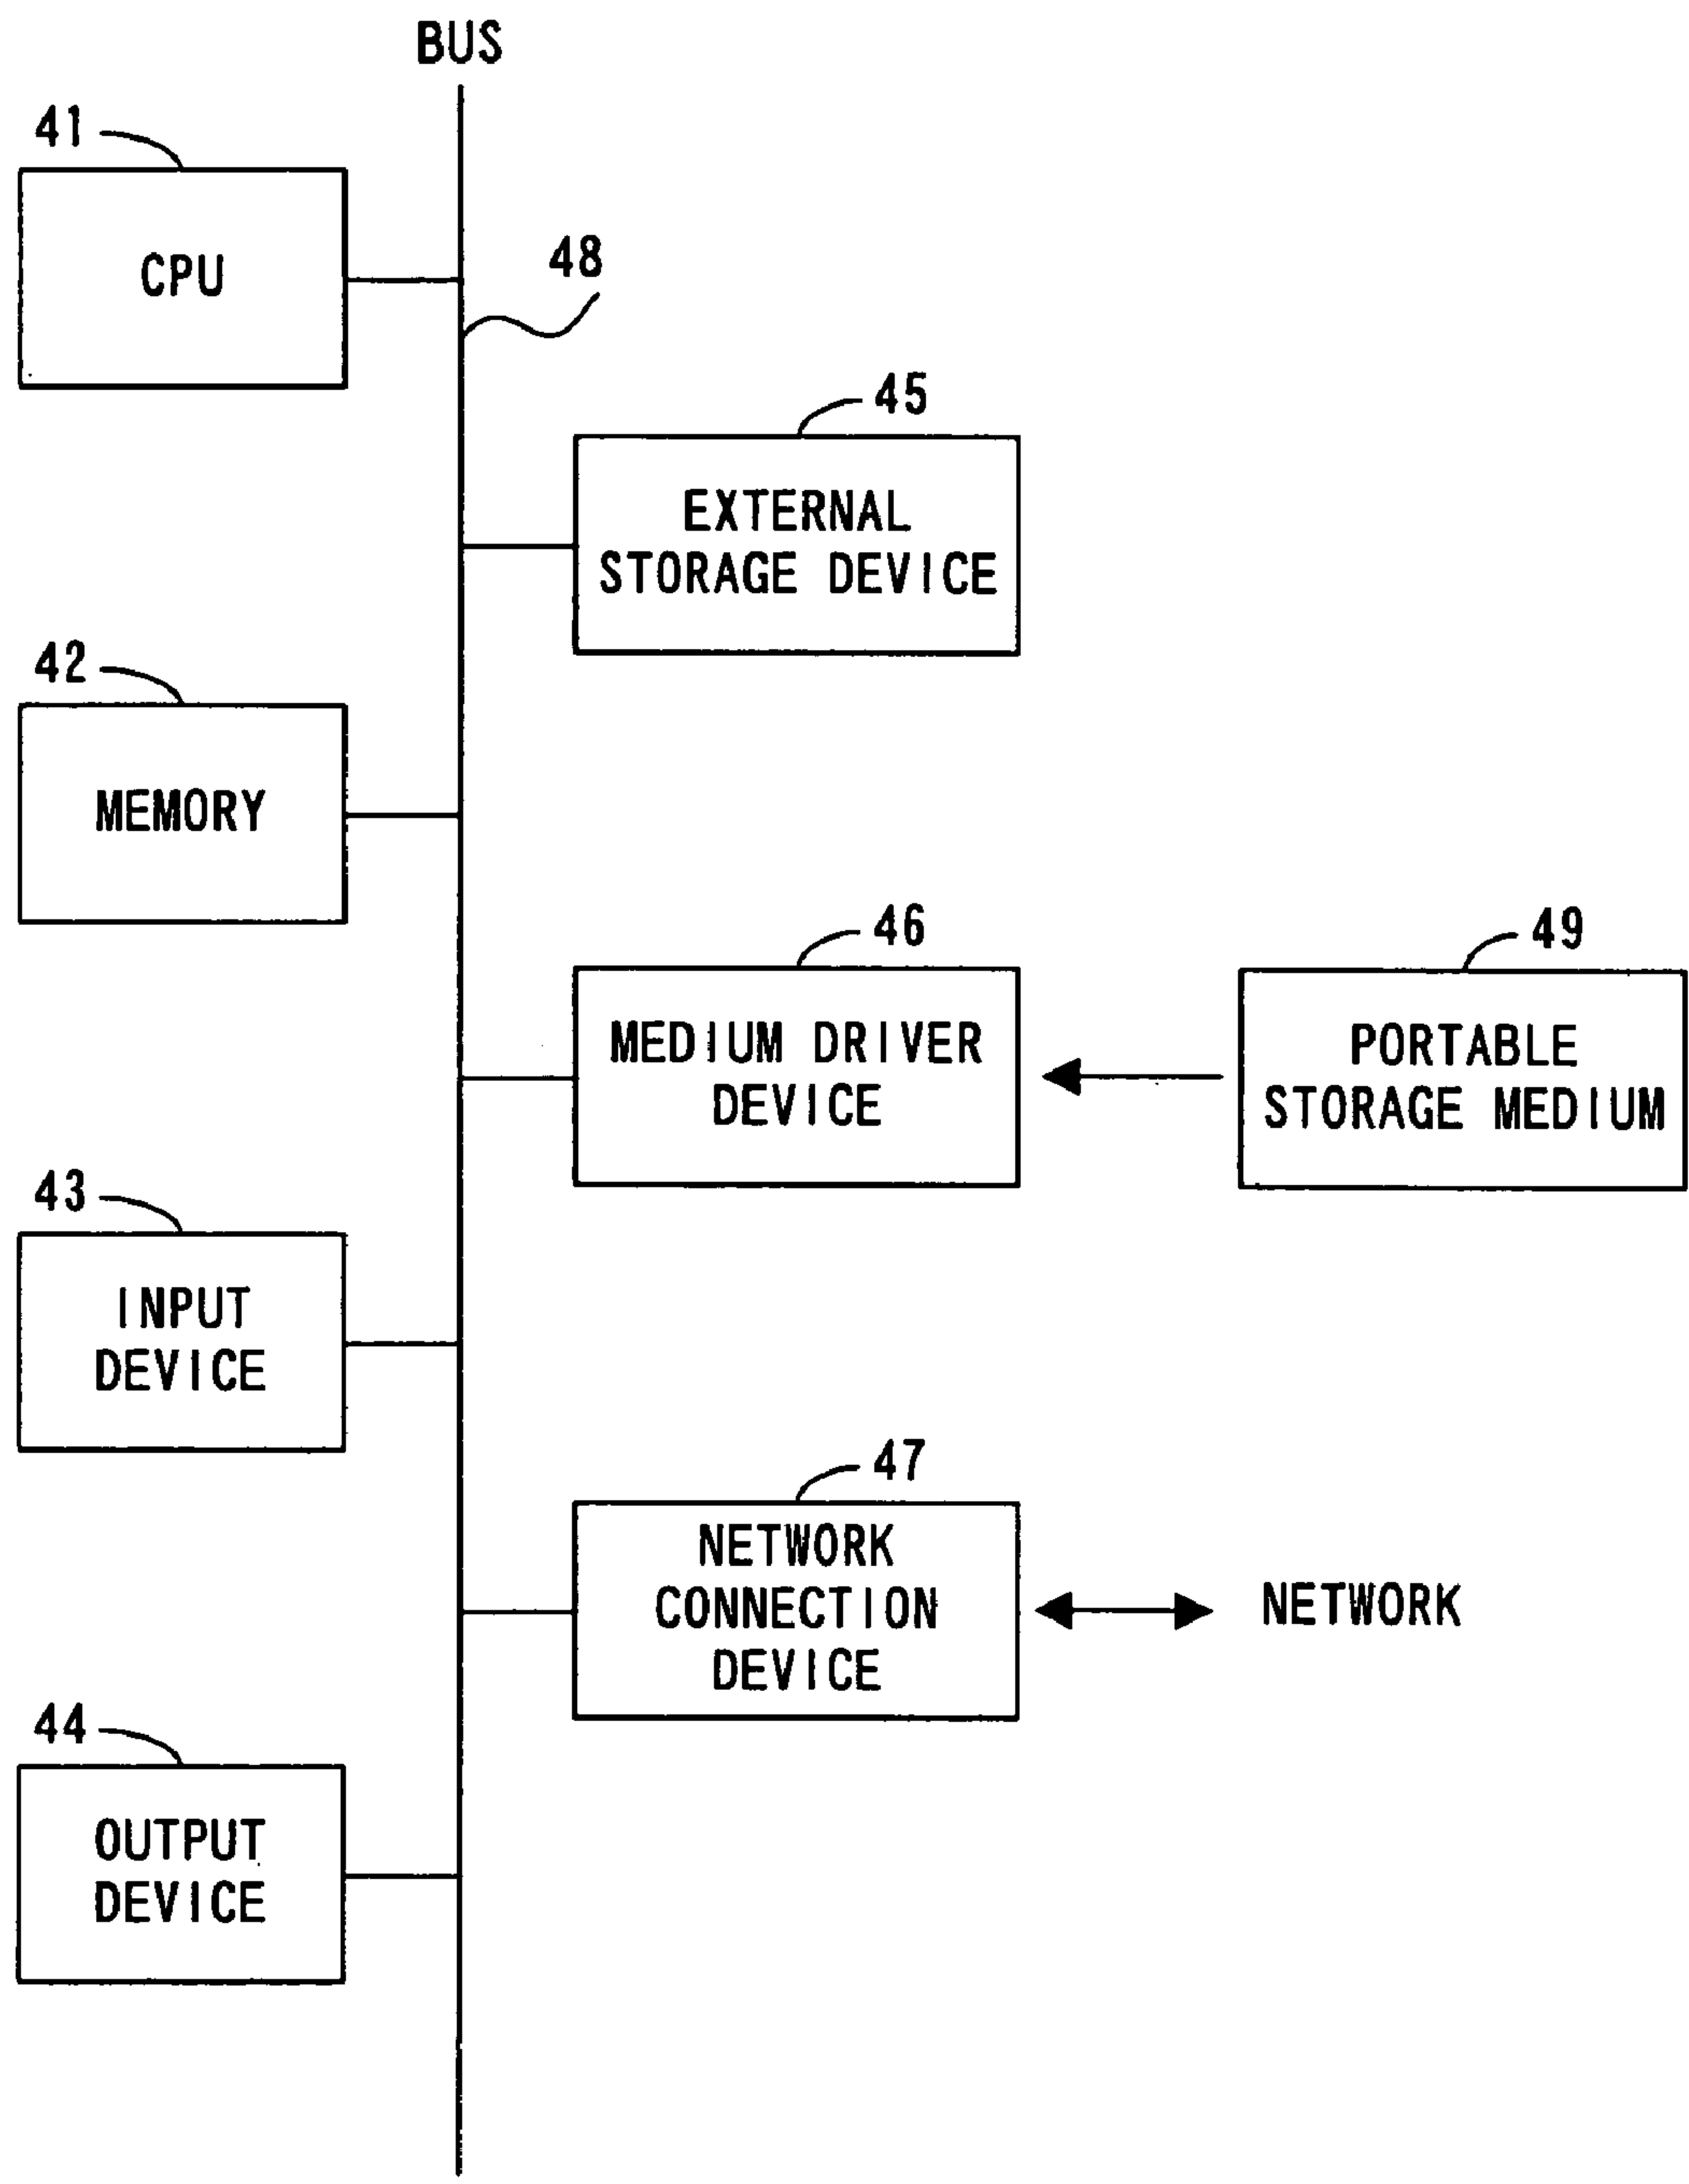 BUS
41
CPU
48
45
EXTERNAL
STORAGE DEVICE
42
MEMORY
46
MEDIUM DRIVER
DEVICE
49
PORTABLE
STORAGE MEDIUM
43
INPUT
DEVICE
47
NETWORK
CONNECTION
DEVICE
NETWORK
44
OUTPUT
DEVICE